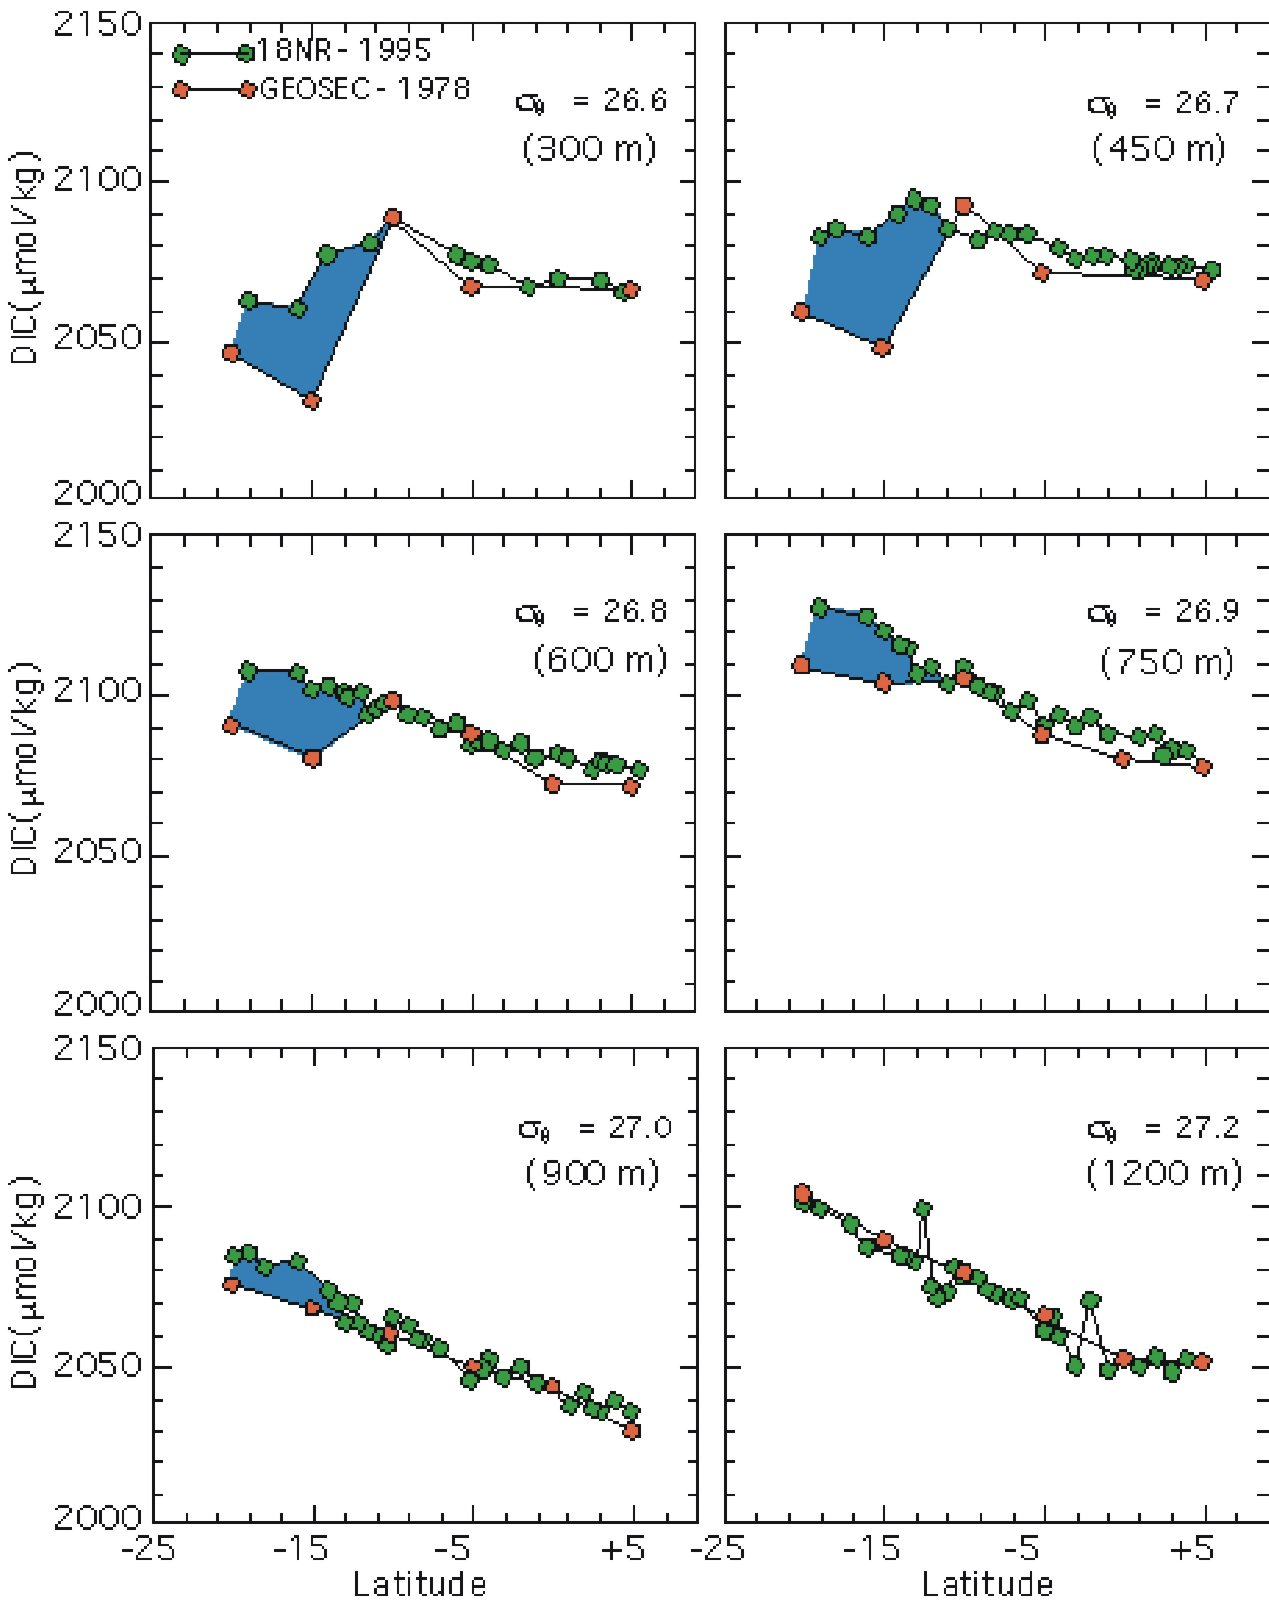 2150
18NR - 1995
GEOSEC - 1978
σθ = 26.6
(300 m)
2100
DIC(μmol/kg)
2050
2000
σθ = 26.7
(450 m)
2150
σθ = 26.8
(600 m)
2100
DIC(μmol/kg)
2050
2000
σθ = 26.9
(750 m)
2150
σθ = 27.0
(900 m)
2100
DIC(μmol/kg)
2050
2000
-25 -15 -5 +5
Latitude
σθ = 27.2
(1200 m)
-25 -15 -5 +5
Latitude